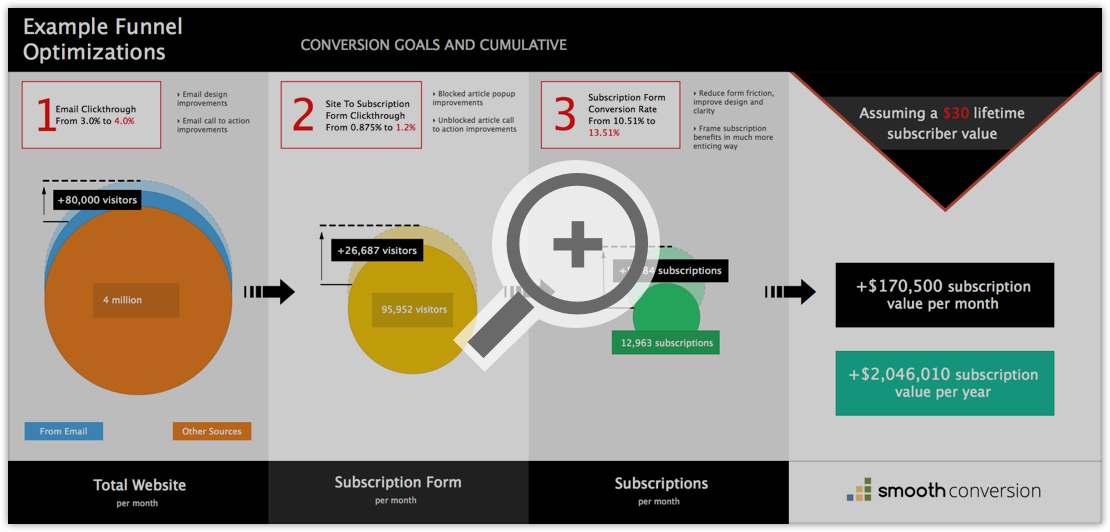 Example Funnel
Optimizations
CONVERSION GOALS AND CUMULATIVE
1
Email Clickthrough
From 3.0% to 4.0%
Email design
improvements
Email call to action
improvements
2
Site To Subscription
Form Clickthrough
From 0.875% to 1.2%
Blocked article popup
improvements
Unblocked article call
to action improvements
3
Subscription Form
Conversion Rate
From 10.51% to
13.51%
Reduce form friction,
improve design and
clarity
Frame subscription
benefits in much more
enticing way
Assuming a $30 lifetime
subscriber value
+80,000 visitors
4 million
From Email
Other Sources
+26,687 visitors
95,952 visitors
subscriptions
12,963 subscriptions
+$170,500 subscription
value per month
+$2,046,010 subscription
value per year
Total Website
per month
Subscription Form
per month
Subscriptions
per month
smoothconversion